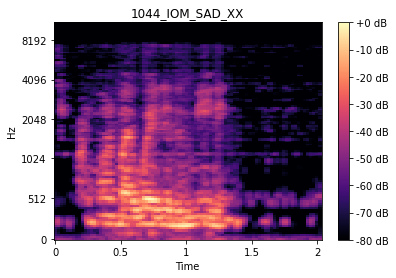 1044_IOM_SAD_XX
+0 dB
8192
-10 dB
4096
-20 dB
-30 dB
2048
Hz
-40 dB
1024
-50 dB
512
-60 dB
-70 dB
0
-80 dB
0 0.5 1 1.5 2
Time